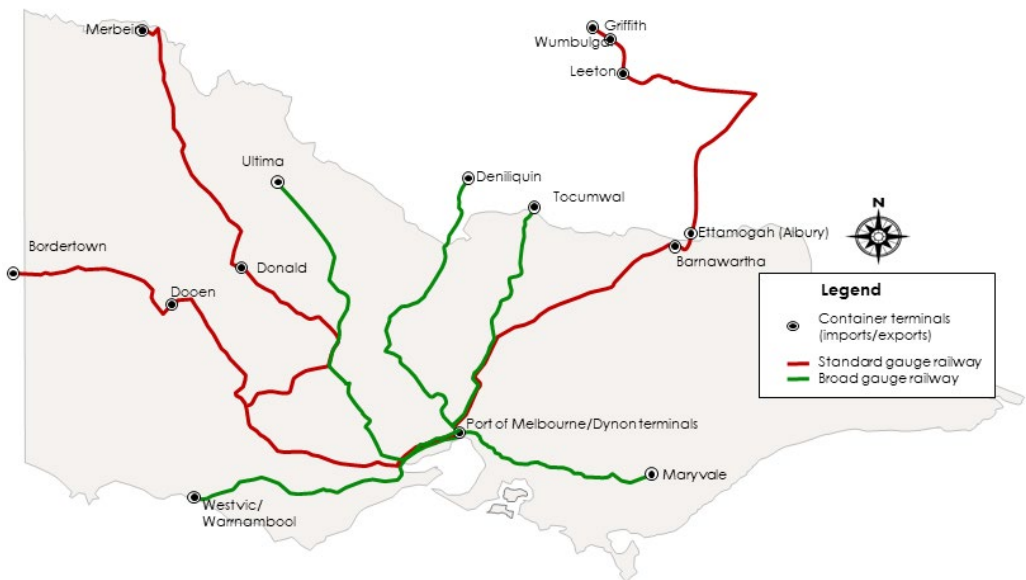 Merbein
Griffith
Wumbulgal
Leeton
Ultima
Deniliquin
Tocumwal
N
Ettamogah (Albury)
Barnawartha
Bordertown
Donald
Dooen
Legend
Container terminals
(imports/exports)
Standard gauge railway
Broad gauge railway
Port of Melbourne/Dynon terminals
Maryvale
Westvic/
Warrnambool